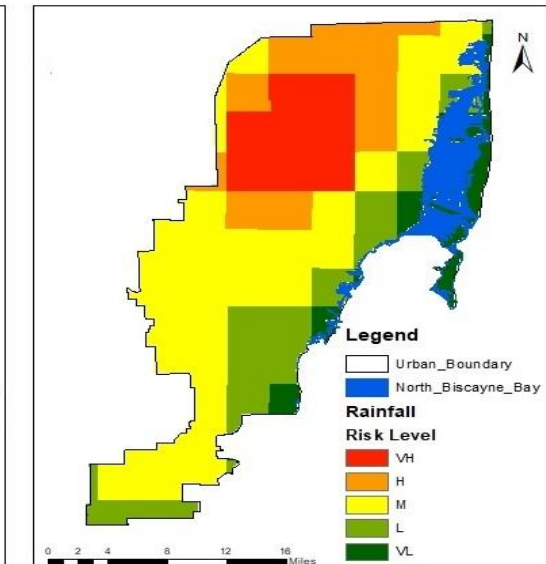 N
Legend
Urban_Boundary
North_Biscayne_Bay
Rainfall
Risk Level
VH
H
M
L
VL
0 2 4 8 12 16
Miles